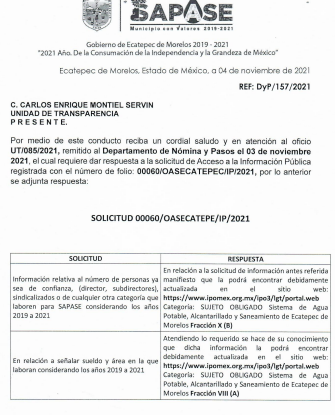 SAPASE
Municipio con Valores 2019-2021
Gobierno de Ecatepec de Morelos 2019 - 2021
"2021 Año. De la Consumación de la Independencia y la Grandeza de México"
Ecatepec de Morelos, Estado de México, a 04 de noviembre de 2021
REF: DyP/157/2021
C. CARLOS ENRIQUE MONTIEL SERVIN
UNIDAD DE TRANSPARENCIA
P R E S E N T E.
Por medio de este conducto reciba un cordial saludo y en atención al oficio
UT/085/2021, remitido al Departamento de Nómina y Pasos el 03 de noviembre
2021, el cual requiere dar respuesta a la solicitud de Acceso a la Información Pública
registrada con el número de folio: 00060/OASECATEPEC/IP/2021, por lo anterior
se adjunta respuesta:
SOLICITUD 00060/OASECATEPE/IP/2021
SOLICITUD
RESPUESTA
Información relativa al número de personas ya
sea de confianza, (director, subdirectores),
sindicalizados o de cualquier otra categoría que
laboren para SAPASE considerando los años
2019 a 2021
En relación a la solicitud de información antes referida
manifiesto que la podrá encontrar debidamente
actualizada en el sitio web:
https://www.ipomex.org.mx/ipo3/lgt/portal.web
Categoría: SUJETO OBLIGADO Sistema de Agua
Potable, Alcantarillado y Saneamiento de Ecatepec de
Morelos Fracción X (B)
En relación a señalar sueldo y área en la que
laboran considerando los años 2019 a 2021
Atendiendo lo requerido se hace de su conocimiento
que dicha información la podrá encontrar
debidamente actualizada en el sitio web:
https://www.ipomex.org.mx/ipo3/lgt/portal.web
Categoría: SUJETO OBLIGADO Sistema de Agua
Potable, Alcantarillado y Saneamiento de Ecatepec de
Morelos Fracción VIII (A)